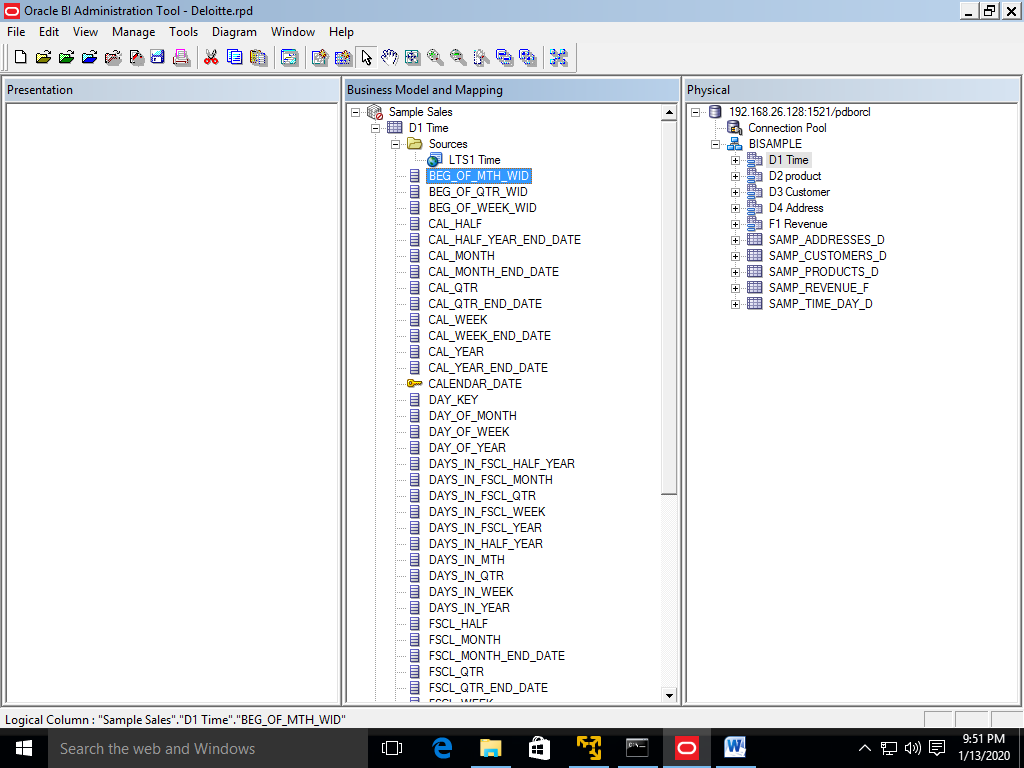 Oracle BI Administration Tool - Deloitte.rpd
File Edit View Manage Tools Diagram Window Help
Presentation
Business Model and Mapping
Sample Sales
D1 Time
Sources
LTS1 Time
BEG_OF_MTH_WID
BEG_OF_QTR_WID
BEG_OF_WEEK_WID
CAL_HALF
CAL_HALF_YEAR_END_DATE
CAL_MONTH
CAL_MONTH_END_DATE
CAL_QTR
CAL_QTR_END_DATE
CAL_WEEK
CAL_WEEK_END_DATE
CAL_YEAR
CAL_YEAR_END_DATE
CALENDAR_DATE
DAY_KEY
DAY_OF_MONTH
DAY_OF_WEEK
DAY_OF_YEAR
DAYS_IN_FSCL_HALF_YEAR
DAYS_IN_FSCL_MONTH
DAYS_IN_FSCL_QTR
DAYS_IN_FSCL_WEEK
DAYS_IN_FSCL_YEAR
DAYS_IN_HALF_YEAR
DAYS_IN_MTH
DAYS_IN_QTR
DAYS_IN_WEEK
DAYS_IN_YEAR
FSCL_HALF
FSCL_MONTH
FSCL_MONTH_END_DATE
FSCL_QTR
FSCL_QTR_END_DATE
Physical
192.168.26.128:1521/pdborcl
Connection Pool
BISAMPLE
D1 Time
D2 product
D3 Customer
D4 Address
F1 Revenue
SAMP_ADDRESSES_D
SAMP_CUSTOMERS_D
SAMP_PRODUCTS_D
SAMP_REVENUE_F
SAMP_TIME_DAY_D
Logical Column : "Sample Sales"."D1 Time"."BEG_OF_MTH_WID"
Search the web and Windows
9:51 PM
1/13/2020